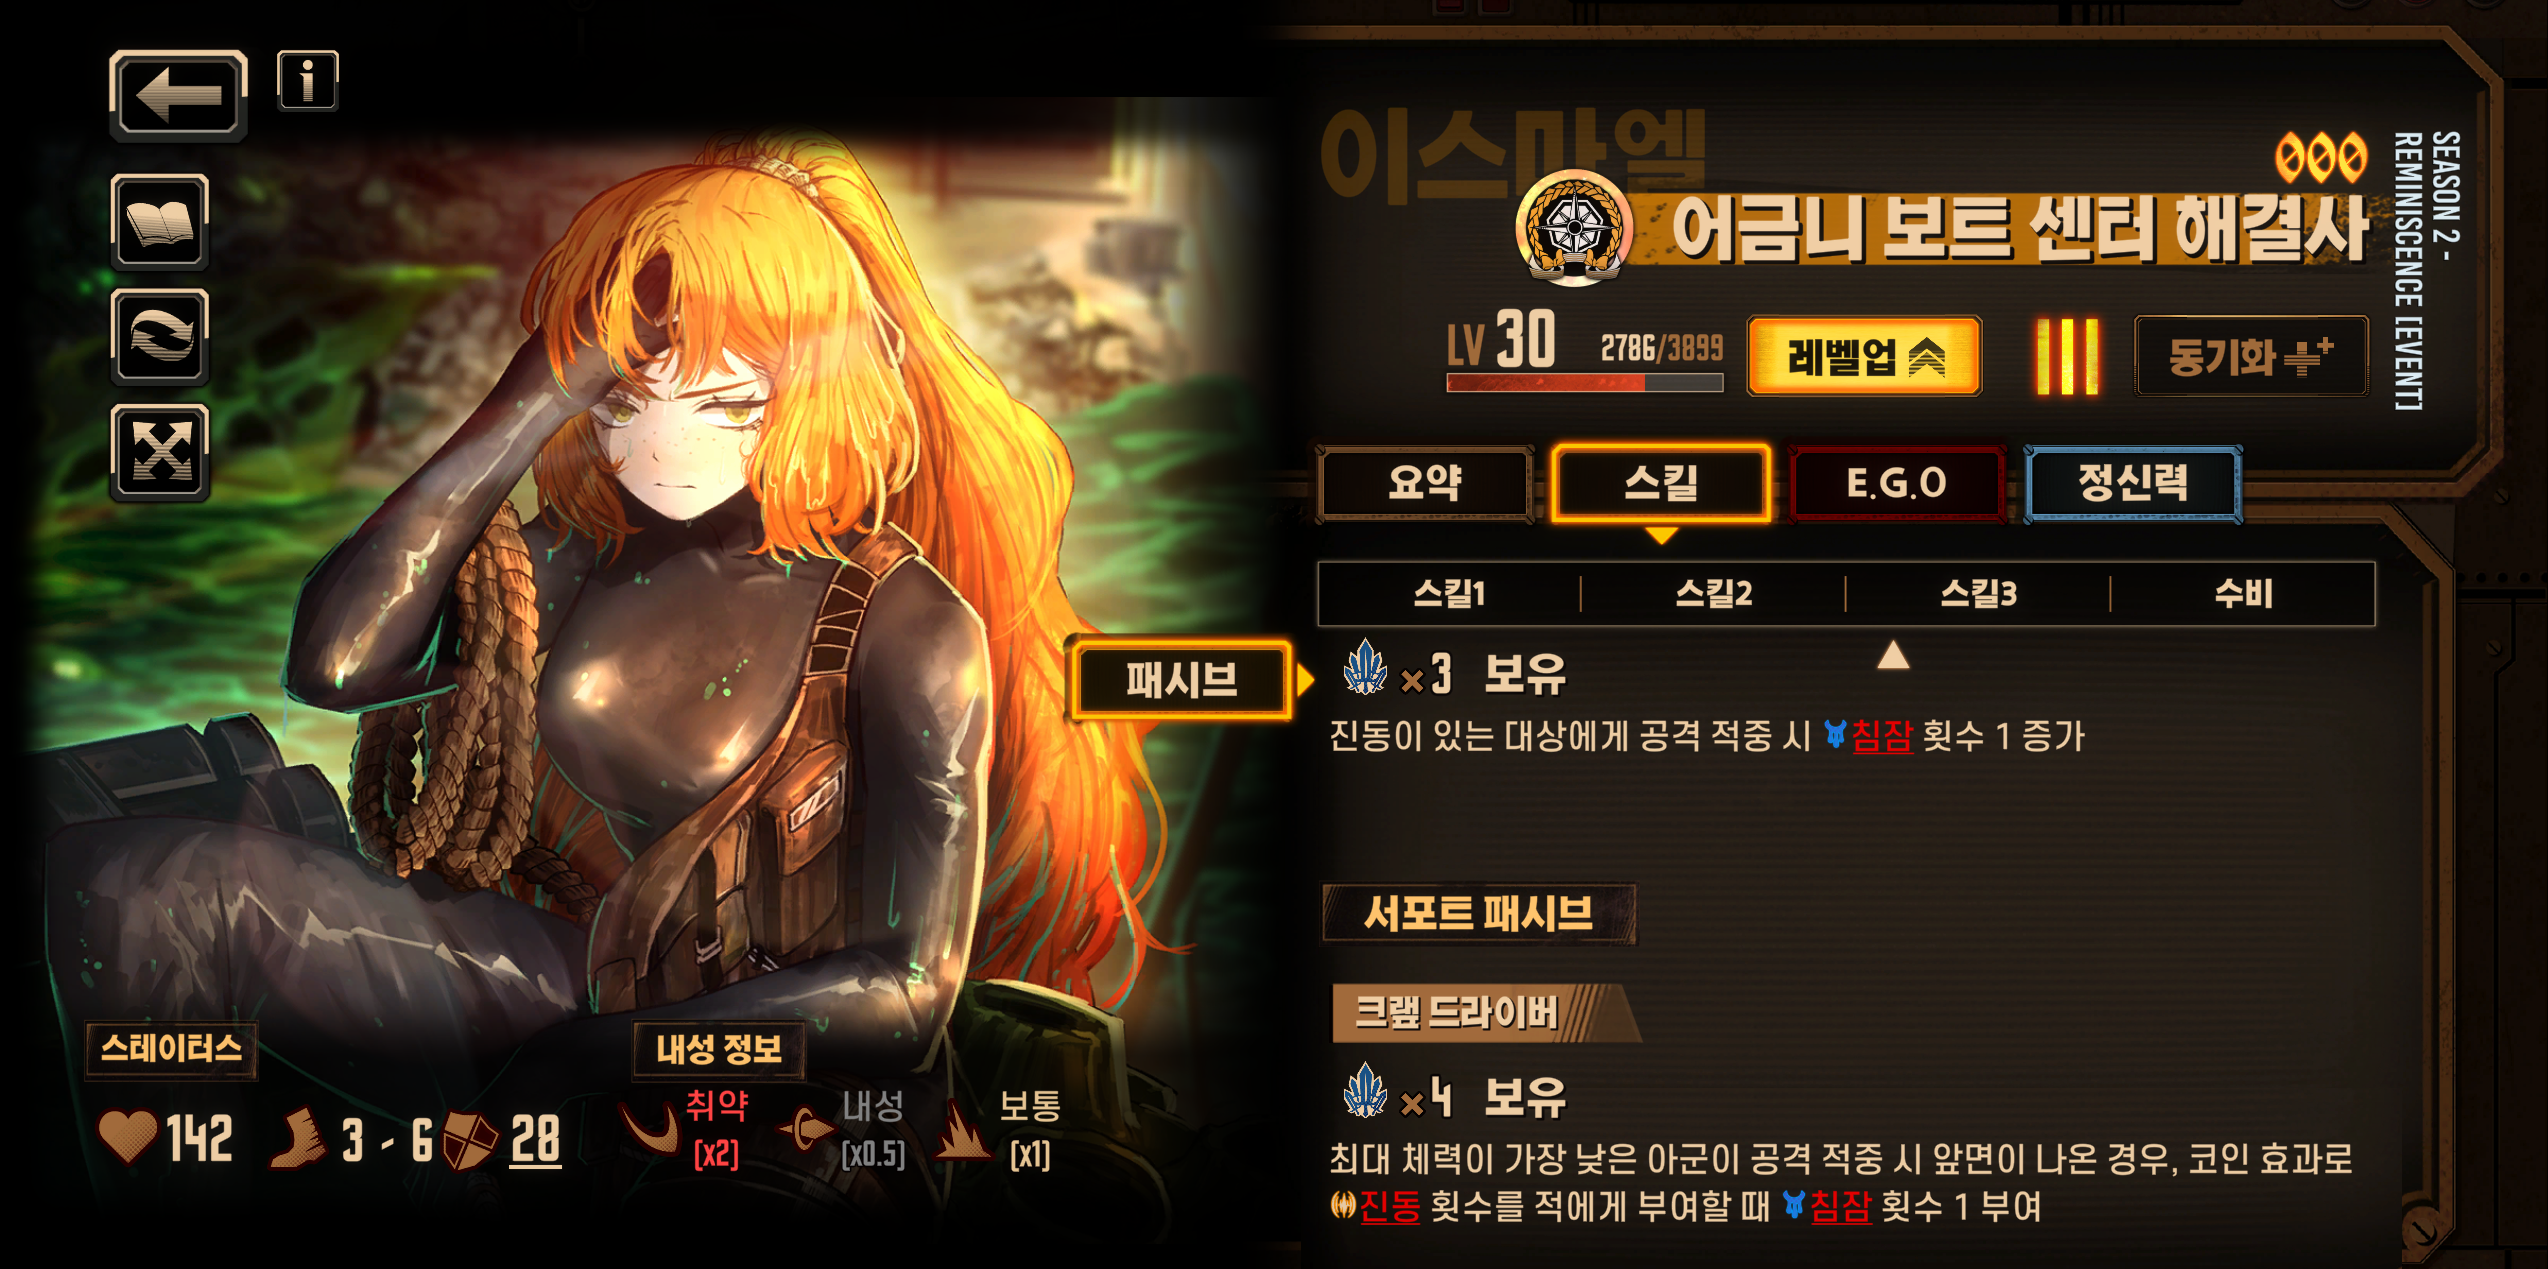 이스마엘
어금니 보트 센터 해결사
SEASON 2 -
REMINISCENCE [EVENT]
LV 30 2786/3899 레벨업 동기화
요약 스킬 E.G.O 정신력
스킬1 스킬2 스킬3 수비
패시브
×3 보유
진동이 있는 대상에게 공격 적중 시 침잠 횟수 1 증가
서포트 패시브
크랲 드라이버
×4 보유
최대 체력이 가장 낮은 아군이 공격 적중 시 앞면이 나온 경우, 코인 효과로
진동 횟수를 적에게 부여할 때 침잠 횟수 1 부여
스테이터스
142 3 - 6 28
내성 정보
취약 내성 보통
[x2] [x0.5] [x1]